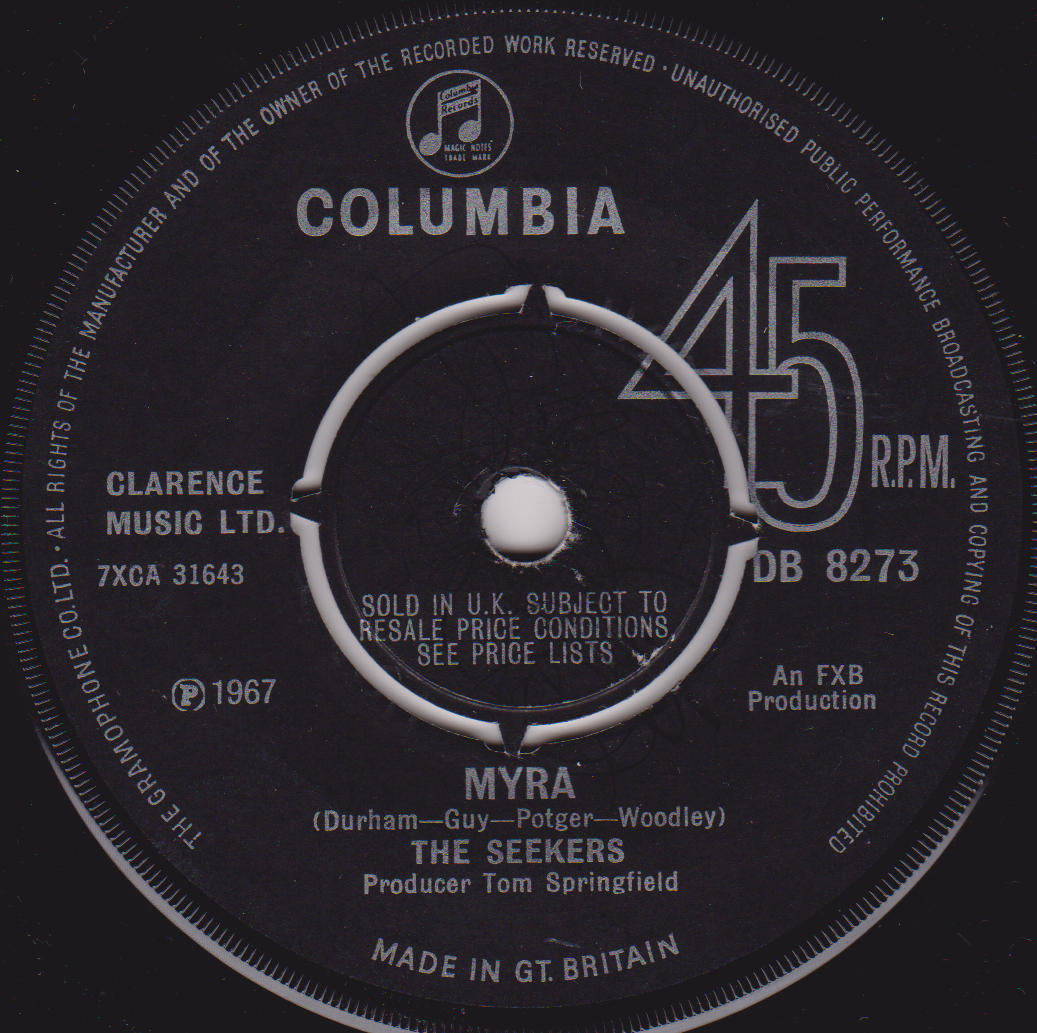 THE GRAMOPHONE CO. LTD. · ALL RIGHTS OF THE MANUFACTURER AND OF THE OWNER OF THE RECORDED WORK RESERVED · UNAUTHORISED PUBLIC PERFORMANCE BROADCASTING AND COPYING OF THIS RECORD PROHIBITED
Columbia
Records
MAGIC NOTES
TRADE MARK
COLUMBIA
45
R.P.M.
CLARENCE
MUSIC LTD.
7XCA 31643
DB 8273
SOLD IN U.K. SUBJECT TO
RESALE PRICE CONDITIONS,
SEE PRICE LISTS
℗ 1967
An FXB
Production
MYRA
(Durham—Guy—Potger—Woodley)
THE SEEKERS
Producer Tom Springfield
MADE IN GT. BRITAIN